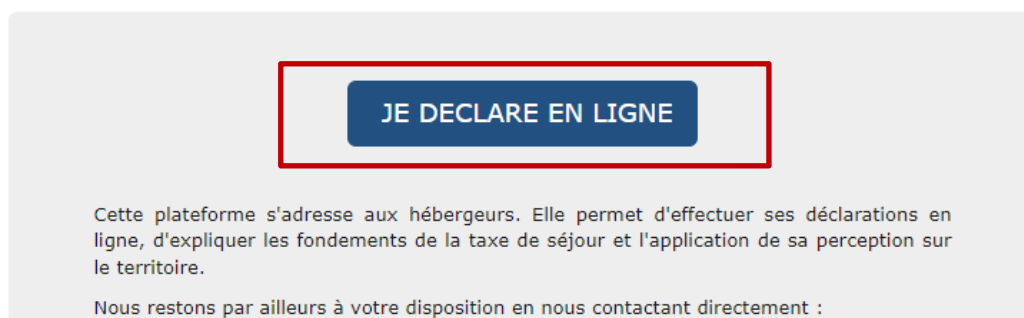 JE DECLARE EN LIGNE
Cette plateforme s'adresse aux hébergeurs. Elle permet d'effectuer ses déclarations en
ligne, d'expliquer les fondements de la taxe de séjour et l'application de sa perception sur
le territoire.
Nous restons par ailleurs à votre disposition en nous contactant directement :